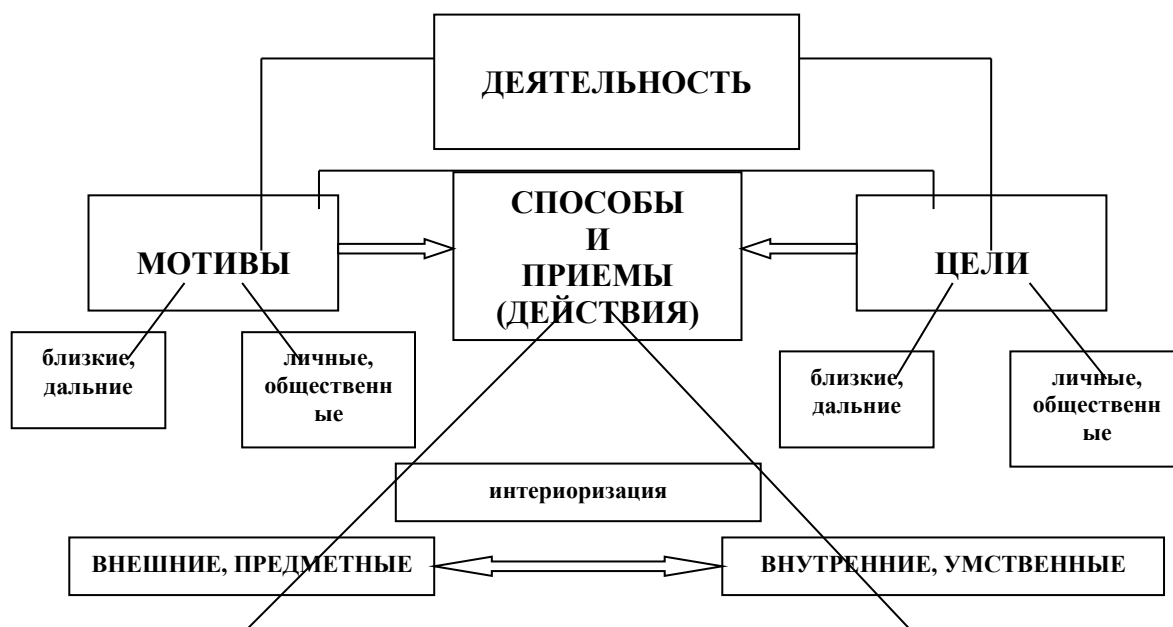 ДЕЯТЕЛЬНОСТЬ
СПОСОБЫ
И
ПРИЕМЫ
(ДЕЙСТВИЯ)
МОТИВЫ
ЦЕЛИ
близкие,
дальние
личные,
общественн
ые
близкие,
дальние
личные,
общественн
ые
интериоризация
ВНЕШНИЕ, ПРЕДМЕТНЫЕ
ВНУТРЕННИЕ, УМСТВЕННЫЕ